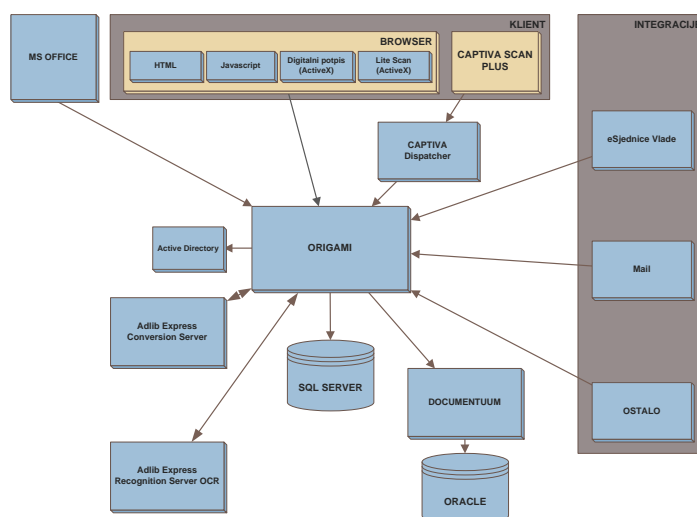 KLIENT
INTEGRACIJE
BROWSER
MS OFFICE
HTML
Javascript
Digitalni potpis
(ActiveX)
Lite Scan
(ActiveX)
CAPTIVA SCAN
PLUS
CAPTIVA
Dispatcher
eSjednice Vlade
Active Directory
ORIGAMI
Mail
Adlib Express
Conversion Server
SQL SERVER
DOCUMENTUUM
OSTALO
Adlib Express
Recognition Server OCR
ORACLE